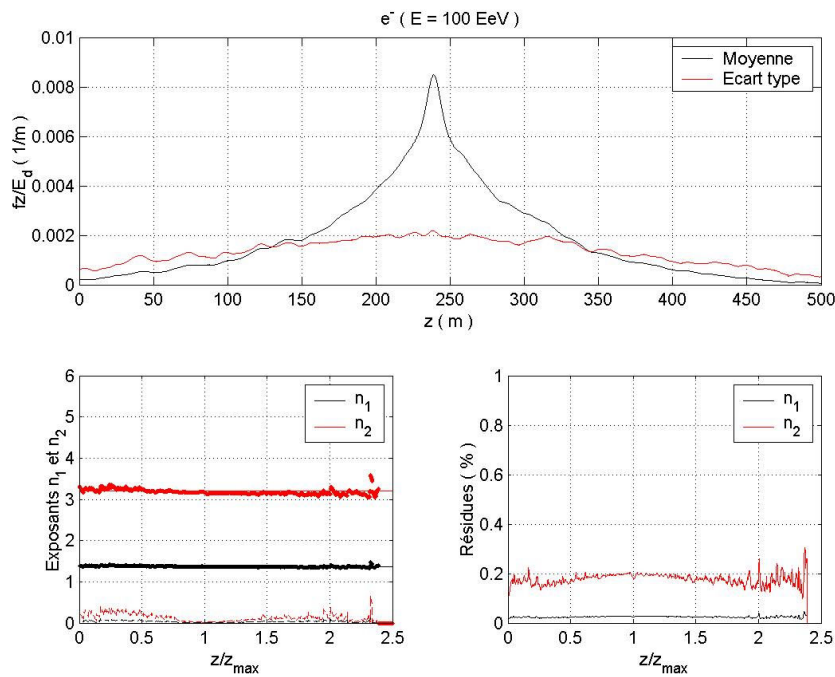 e⁻ ( E = 100 EeV )
fz/E_d ( 1/m )
0.01
0.008
0.006
0.004
0.002
0
Moyenne
Ecart type
0 50 100 150 200 250 300 350 400 450 500
z ( m )
Exposants n₁ et n₂
6
5
4
3
2
1
0
n₁
n₂
0 0.5 1 1.5 2 2.5
z/z_max
Résidues ( % )
1
0.8
0.6
0.4
0.2
0
n₁
n₂
0 0.5 1 1.5 2 2.5
z/z_max